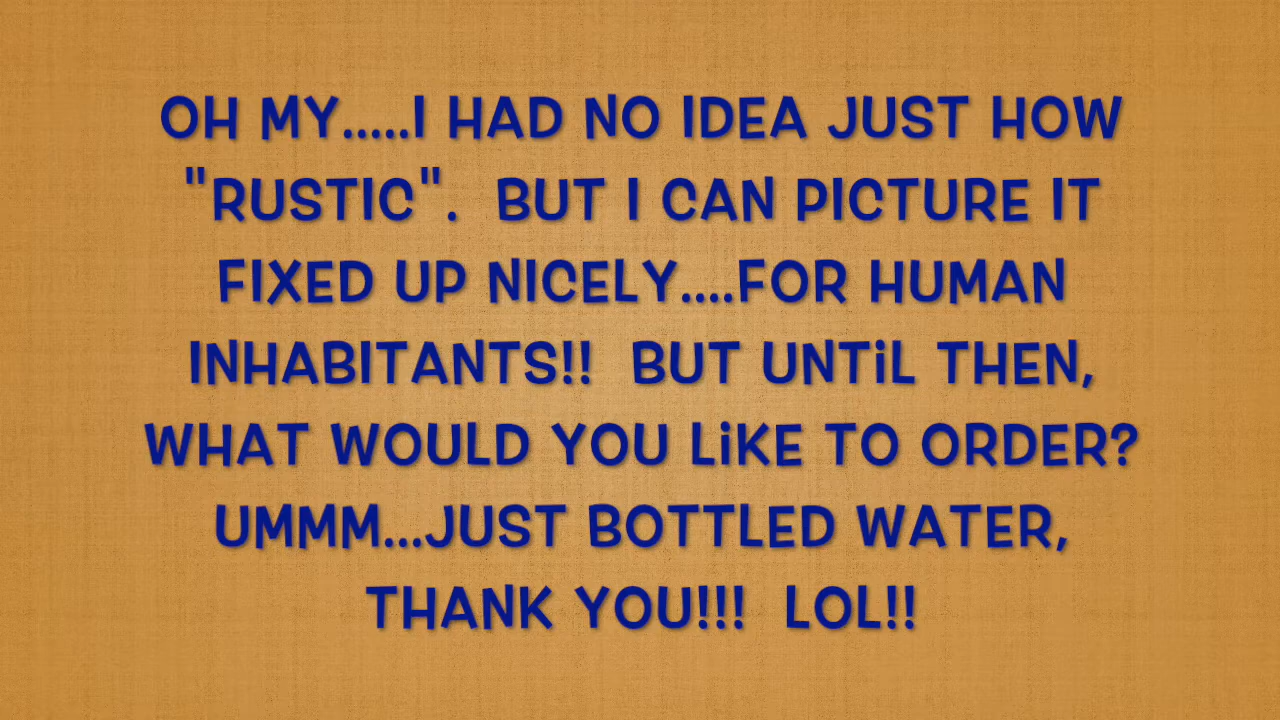 OH MY.....I HAD NO IDEA JUST HOW
"RUSTIC".  BUT I CAN PICTURE IT
FIXED UP NICELY....FOR HUMAN
INHABITANTS!!  BUT UNTiL THEN,
WHAT WOULD YOU LiKE TO ORDER?
UMMM...JUST BOTTLED WATER,
THANK YOU!!!  LOL!!